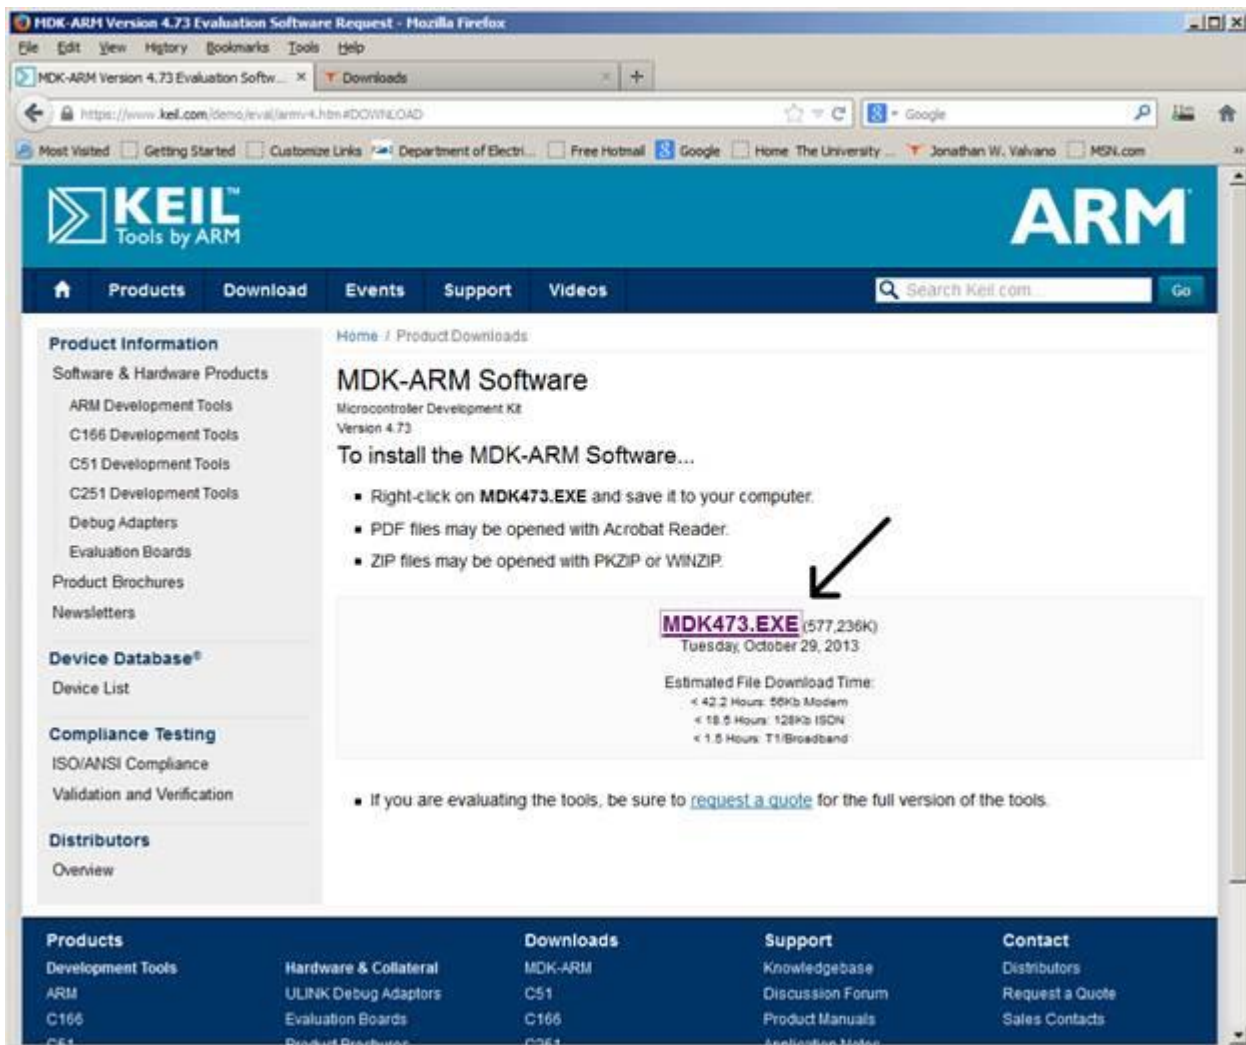 MDK-ARM Version 4.73 Evaluation Software Request - Mozilla Firefox
File Edit View History Bookmarks Tools Help
MDK-ARM Version 4.73 Evaluation Softw... × Downloads × +
https://www.keil.com/demo/eval/armv4.htm#DOWNLOAD Google
Most Visited Getting Started Customize Links Department of Electri... Free Hotmail Google Home The University ... Jonathan W. Valvano MSN.com »
KEIL™
Tools by ARM
ARM
Products Download Events Support Videos Search Keil.com... Go
Product Information
Software & Hardware Products
ARM Development Tools
C166 Development Tools
C51 Development Tools
C251 Development Tools
Debug Adapters
Evaluation Boards
Product Brochures
Newsletters
Device Database®
Device List
Compliance Testing
ISO/ANSI Compliance
Validation and Verification
Distributors
Overview
Home / Product Downloads
MDK-ARM Software
Microcontroller Development Kit
Version 4.73
To install the MDK-ARM Software...
▪ Right-click on MDK473.EXE and save it to your computer.
▪ PDF files may be opened with Acrobat Reader.
▪ ZIP files may be opened with PKZIP or WINZIP.
MDK473.EXE (577,236K)
Tuesday, October 29, 2013
Estimated File Download Time:
< 42.2 Hours: 56Kb Modem
< 18.5 Hours: 128Kb ISDN
< 1.5 Hours: T1/Broadband
▪ If you are evaluating the tools, be sure to request a quote for the full version of the tools.
Products Downloads Support Contact
Development Tools Hardware & Collateral MDK-ARM Knowledgebase Distributors
ARM ULINK Debug Adaptors C51 Discussion Forum Request a Quote
C166 Evaluation Boards C166 Product Manuals Sales Contacts
C51 Product Brochures C251 Application Notes